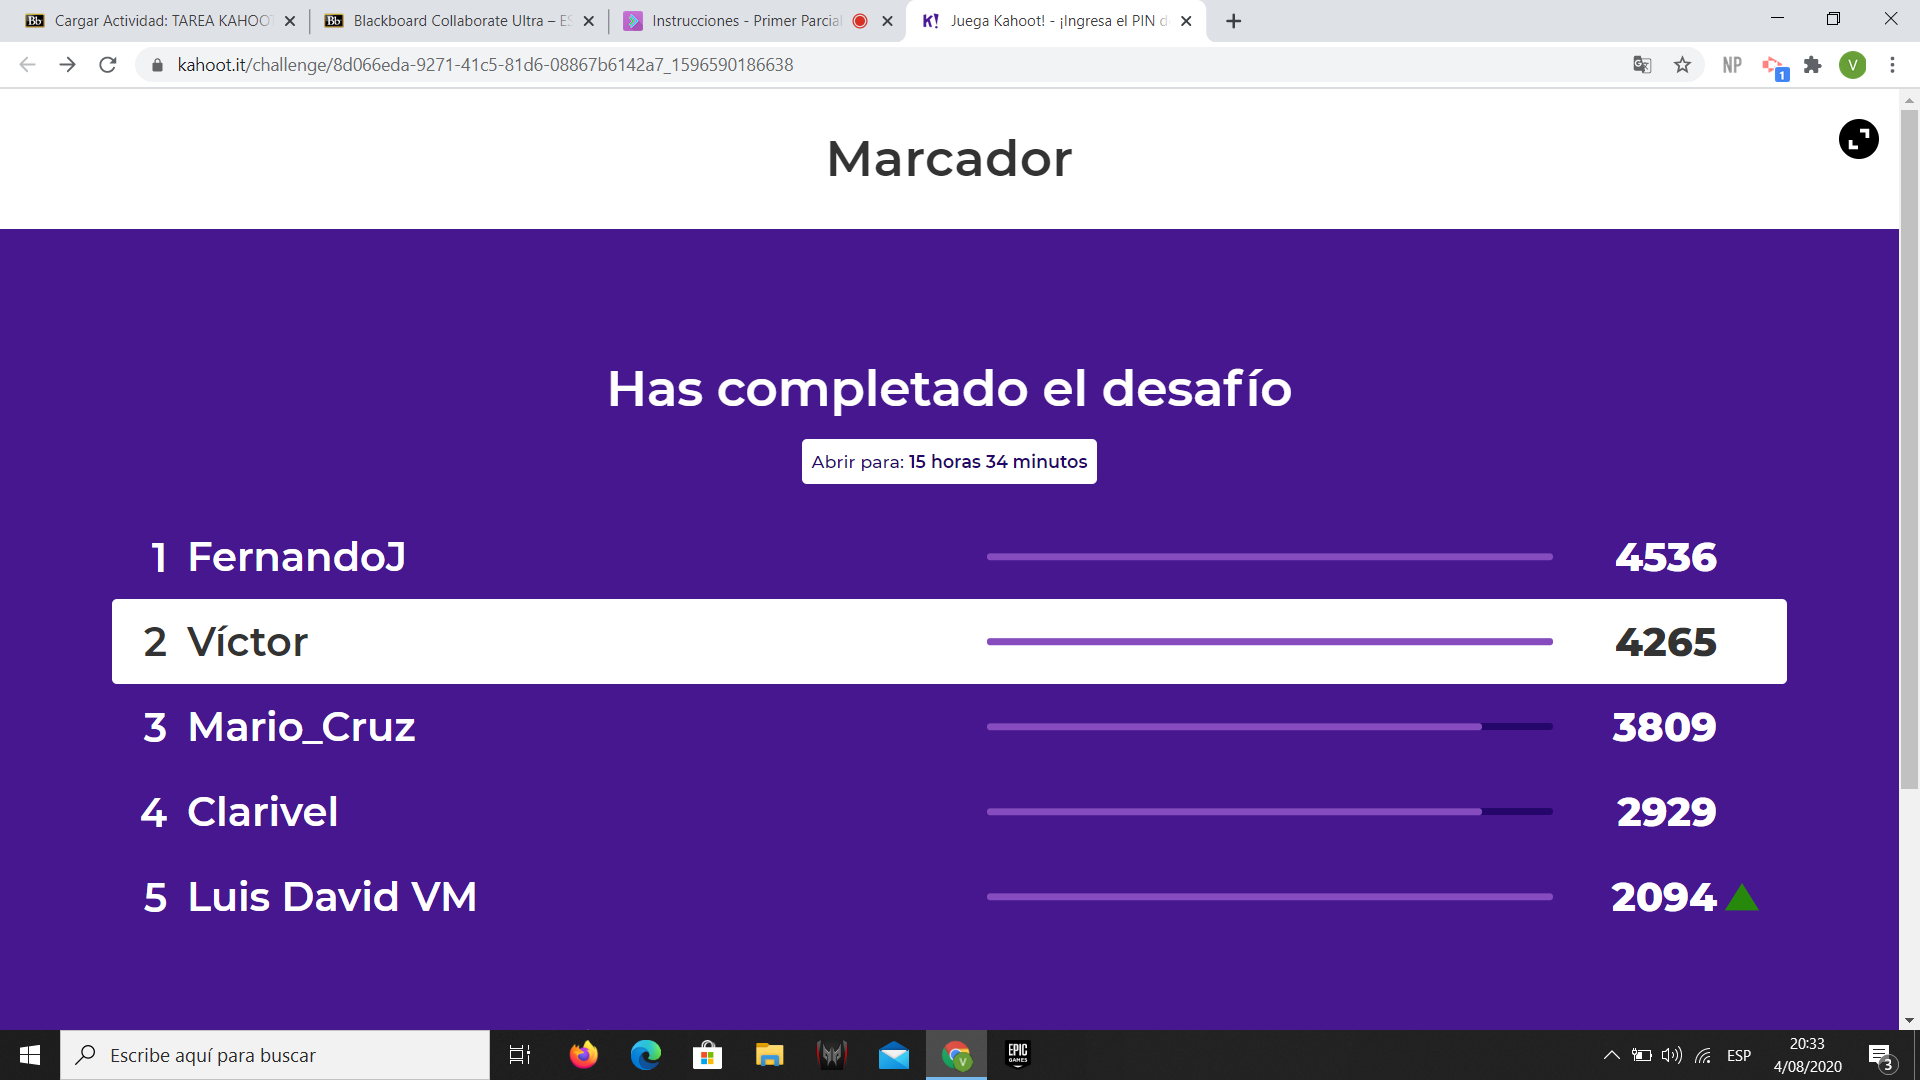 Cargar Actividad: TAREA KAHOOT
Blackboard Collaborate Ultra – ES
Instrucciones - Primer Parcial
Juega Kahoot! - ¡Ingresa el PIN d
kahoot.it/challenge/8d066eda-9271-41c5-81d6-08867b6142a7_1596590186638
NP
1
V
Marcador
Has completado el desafío
Abrir para: 15 horas 34 minutos
1 FernandoJ 4536
2 Víctor 4265
3 Mario_Cruz 3809
4 Clarivel 2929
5 Luis David VM 2094
Escribe aquí para buscar
EPIC GAMES
ESP
20:33
4/08/2020
3